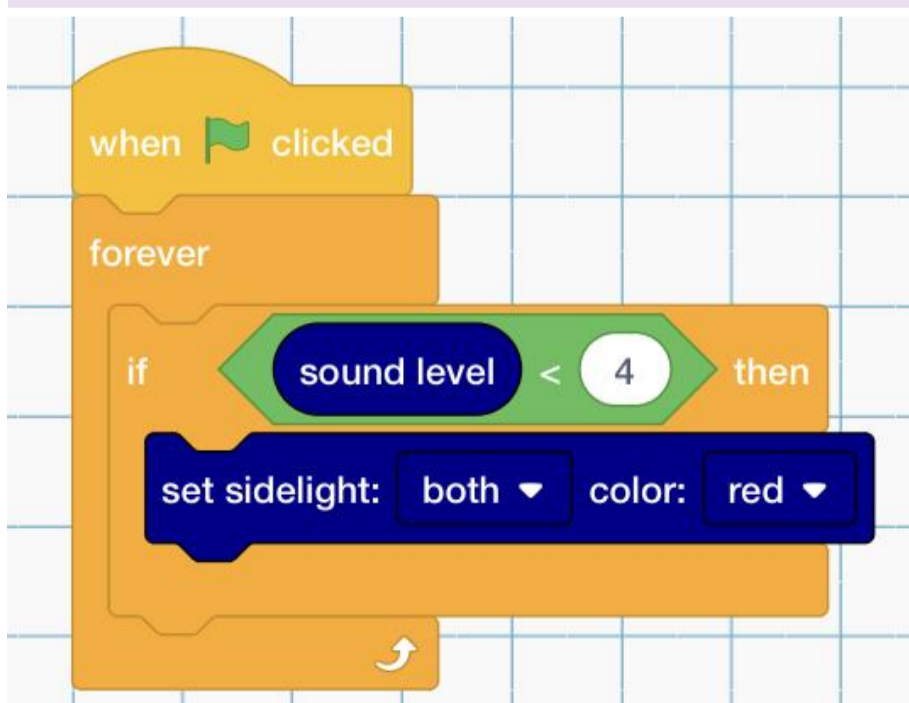 when clicked
forever
if sound level < 4 then
set sidelight: both color: red